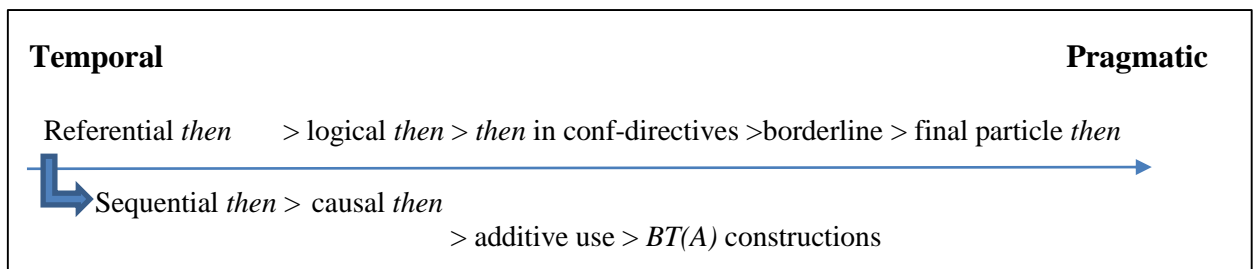 Temporal Pragmatic
Referential then > logical then > then in conf-directives >borderline > final particle then
Sequential then > causal then
> additive use > BT(A) constructions